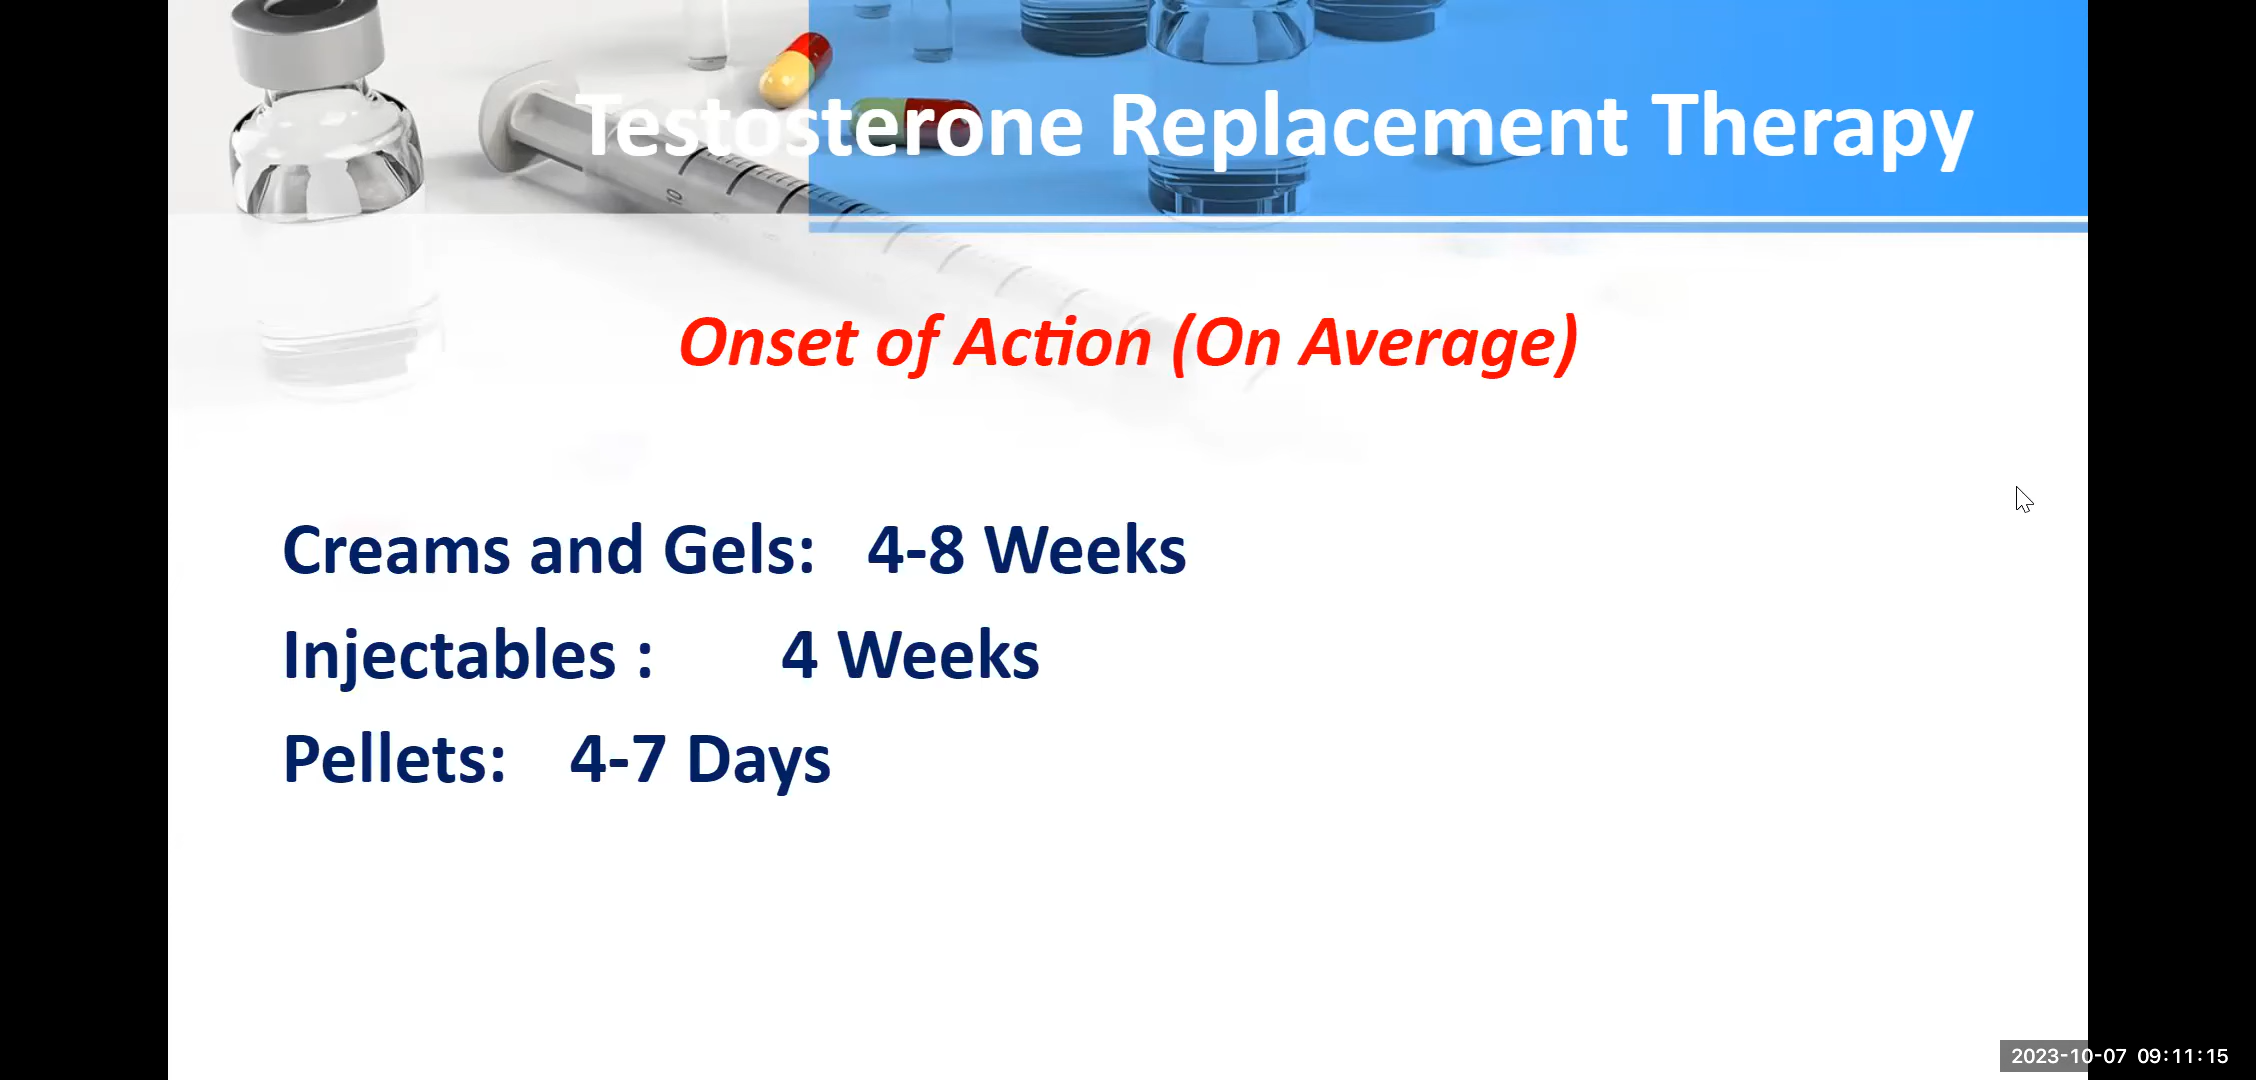 Testosterone Replacement Therapy
Onset of Action (On Average)
Creams and Gels: 4-8 Weeks
Injectables : 4 Weeks
Pellets: 4-7 Days
10
2023-10-07 09:11:15